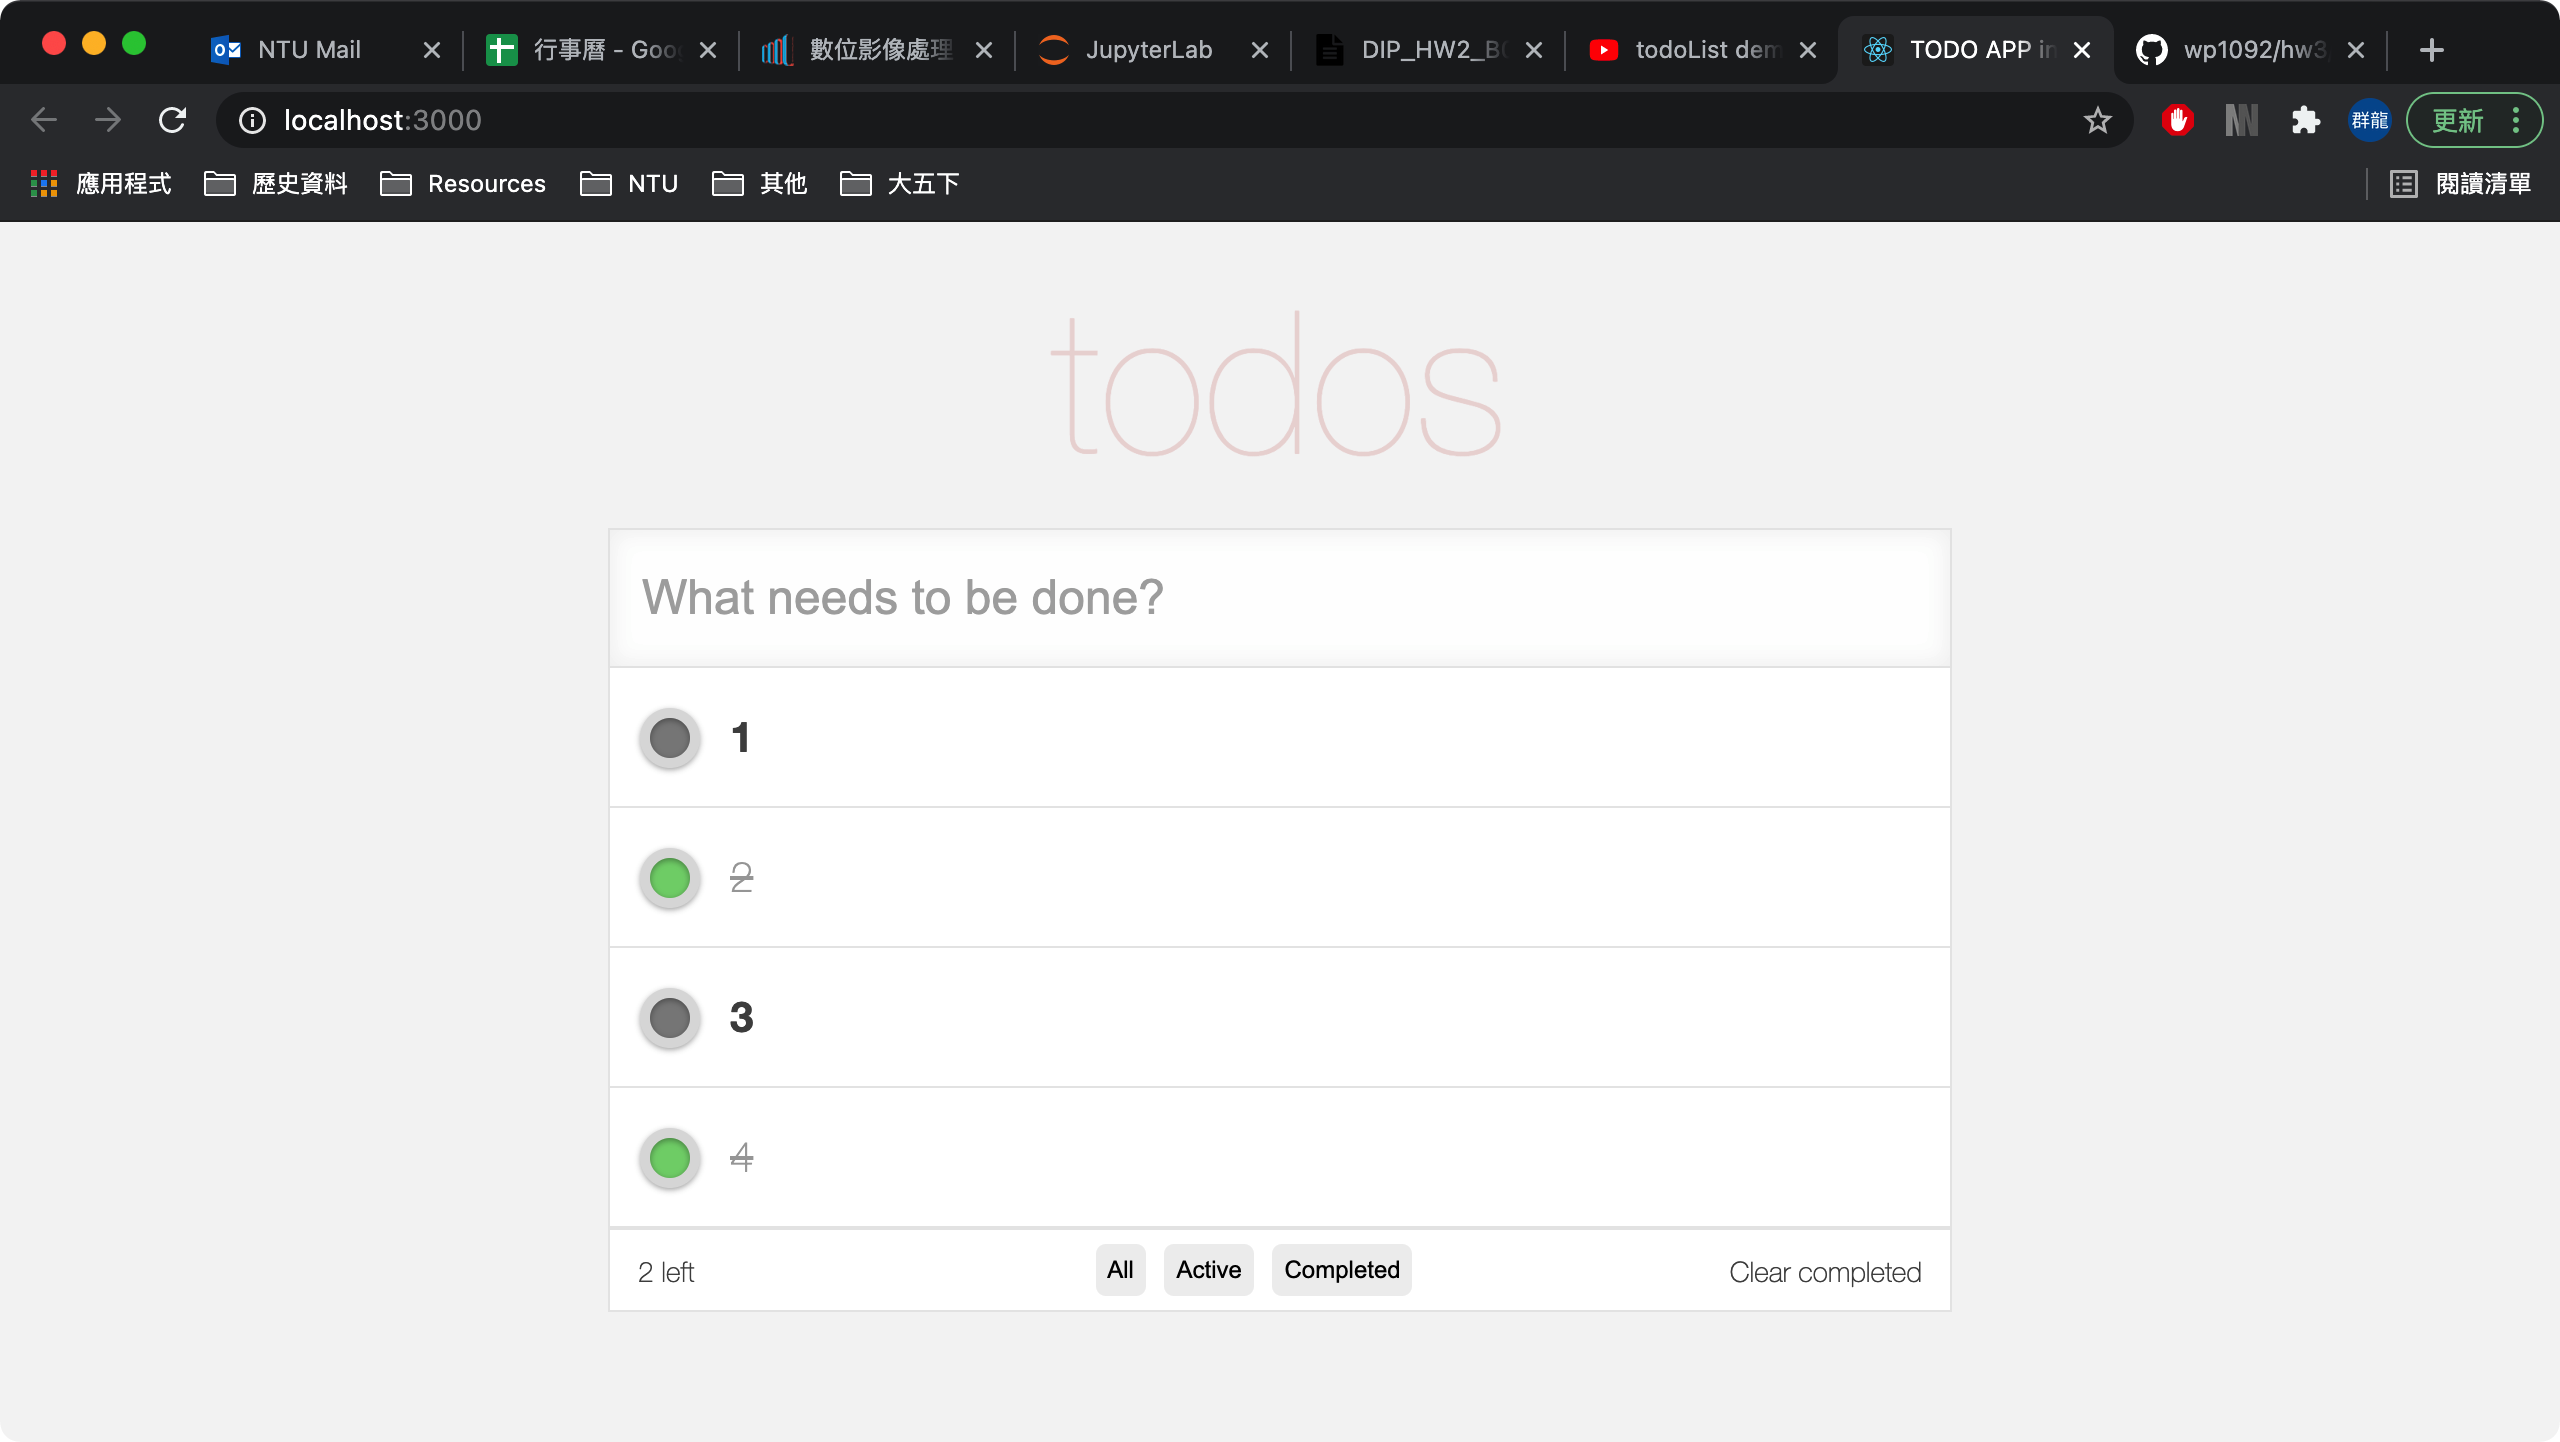 NTU Mail
行事曆 - Goo
數位影像處理
JupyterLab
DIP_HW2_B0
todoList dem
TODO APP in
wp1092/hw3
localhost:3000
群龍
更新
應用程式
歷史資料
Resources
NTU
其他
大五下
閱讀清單
todos
What needs to be done?
1
2
3
4
2 left
All
Active
Completed
Clear completed